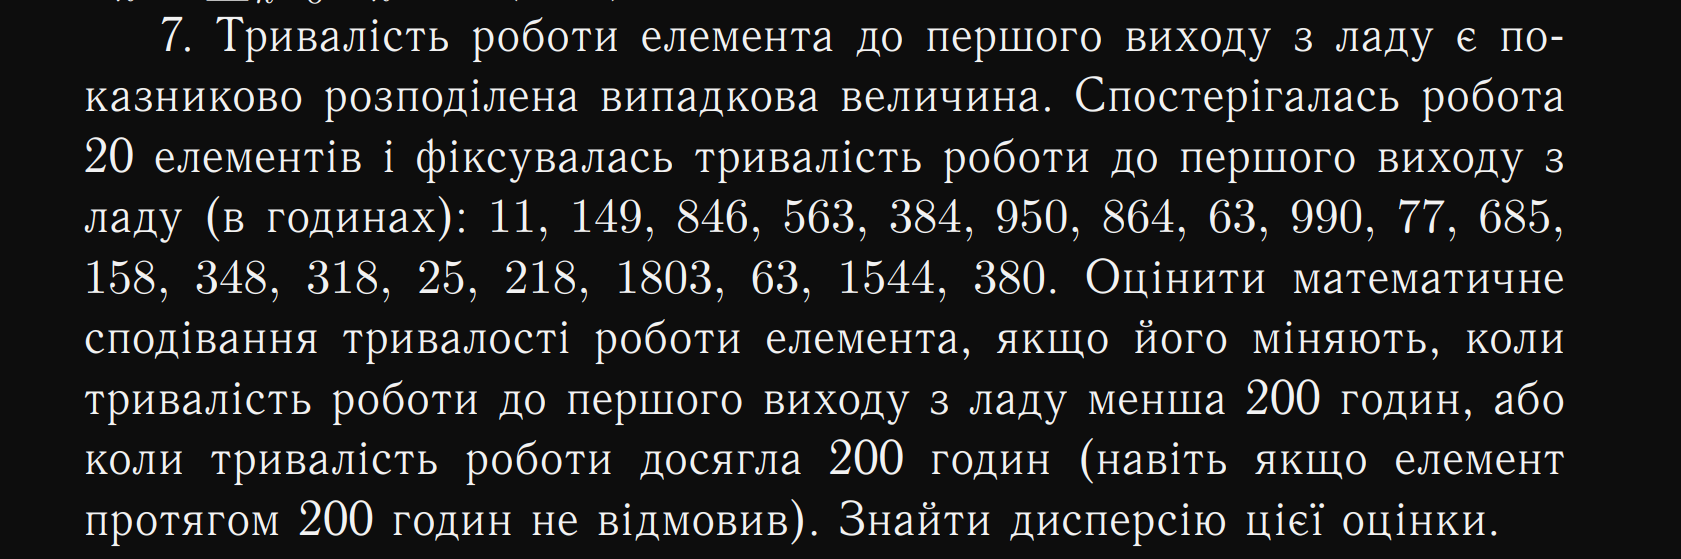 7. Тривалість роботи елемента до першого виходу з ладу є по-
казниково розподілена випадкова величина. Спостерігалась робота
20 елементів і фіксувалась тривалість роботи до першого виходу з
ладу (в годинах): 11, 149, 846, 563, 384, 950, 864, 63, 990, 77, 685,
158, 348, 318, 25, 218, 1803, 63, 1544, 380. Оцінити математичне
сподівання тривалості роботи елемента, якщо його міняють, коли
тривалість роботи до першого виходу з ладу менша 200 годин, або
коли тривалість роботи досягла 200 годин (навіть якщо елемент
протягом 200 годин не відмовив). Знайти дисперсію цієї оцінки.